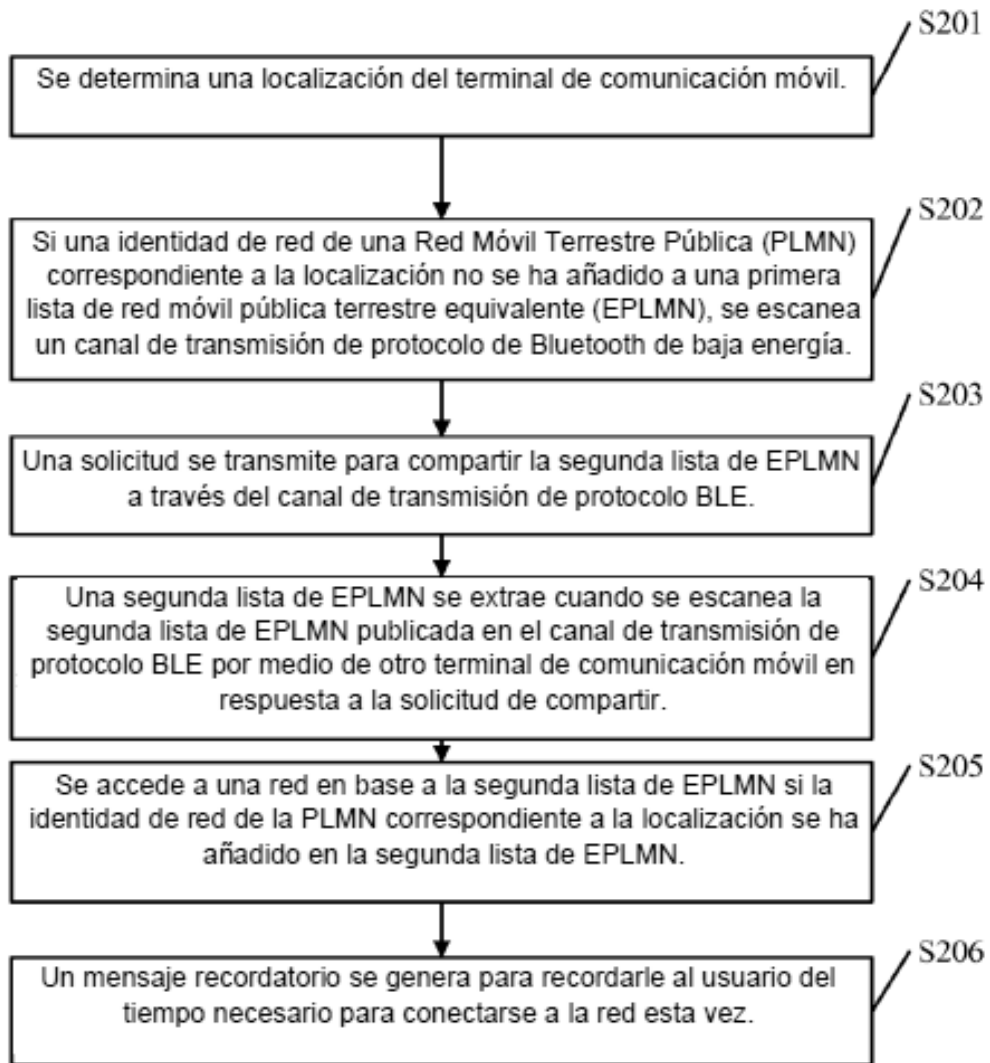 S201
Se determina una localización del terminal de comunicación móvil.
S202
Si una identidad de red de una Red Móvil Terrestre Pública (PLMN)
correspondiente a la localización no se ha añadido a una primera
lista de red móvil pública terrestre equivalente (EPLMN), se escanea
un canal de transmisión de protocolo de Bluetooth de baja energía.
S203
Una solicitud se transmite para compartir la segunda lista de EPLMN
a través del canal de transmisión de protocolo BLE.
S204
Una segunda lista de EPLMN se extrae cuando se escanea la
segunda lista de EPLMN publicada en el canal de transmisión de
protocolo BLE por medio de otro terminal de comunicación móvil en
respuesta a la solicitud de compartir.
S205
Se accede a una red en base a la segunda lista de EPLMN si la
identidad de red de la PLMN correspondiente a la localización se ha
añadido en la segunda lista de EPLMN.
S206
Un mensaje recordatorio se genera para recordarle al usuario del
tiempo necesario para conectarse a la red esta vez.